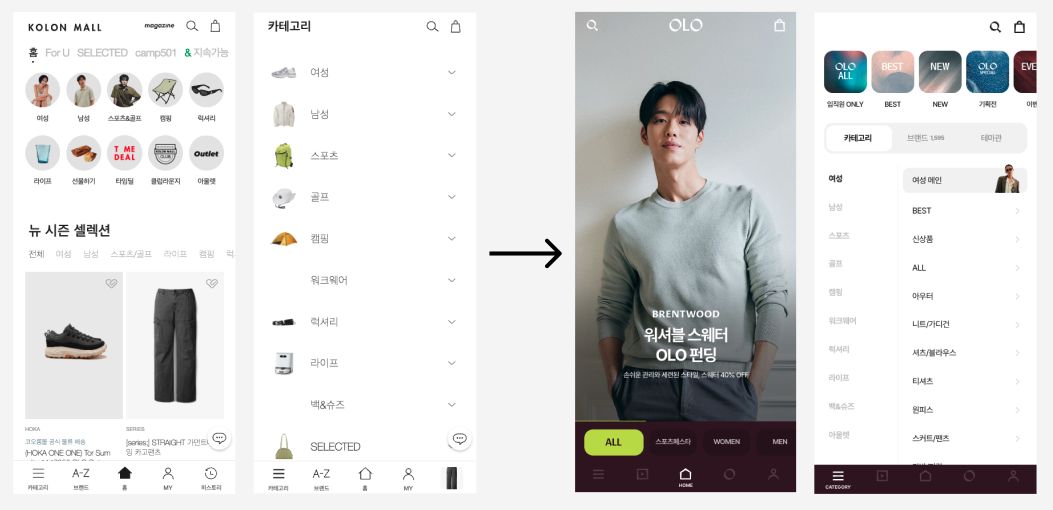 KOLON MALL
magazine
홈 For U SELECTED camp501 & 지속가능
여성 남성 스포츠&골프 캠핑 럭셔리
T ME
DEAL
KOLON MALL
CLUB
Outlet
라이프 선물하기 타임딜 클럽라운지 아울렛
뉴 시즌 셀렉션
전체 여성 남성 스포츠/골프 라이프 캠핑 럭
HOKA
코오롱몰 공식 물류 배송
(HOKA ONE ONE) Tor Sum
SERIES
[series;] STRAIGHT 가먼트
밍 카고팬츠
A-Z
카테고리 브랜드 홈 MY 히스토리
카테고리
여성
남성
스포츠
골프
캠핑
워크웨어
럭셔리
라이프
백&슈즈
SELECTED
A-Z
카테고리 브랜드 홈 MY
OLO
BRENTWOOD
워셔블 스웨터
OLO 펀딩
손쉬운 관리와 세련된 스타일, 스웨터 40% OFF
ALL 스포츠페스타 WOMEN MEN
HOME
OLO
ALL
BEST
NEW
OLO
SPECIAL
EVE
임직원 ONLY BEST NEW 기획전 이벤
카테고리 브랜드 1,595 테마관
여성
남성
스포츠
골프
캠핑
워크웨어
럭셔리
라이프
백&슈즈
아울렛
여성 메인
BEST
신상품
ALL
아우터
니트/가디건
셔츠/블라우스
티셔츠
원피스
스커트/팬츠
CATEGORY